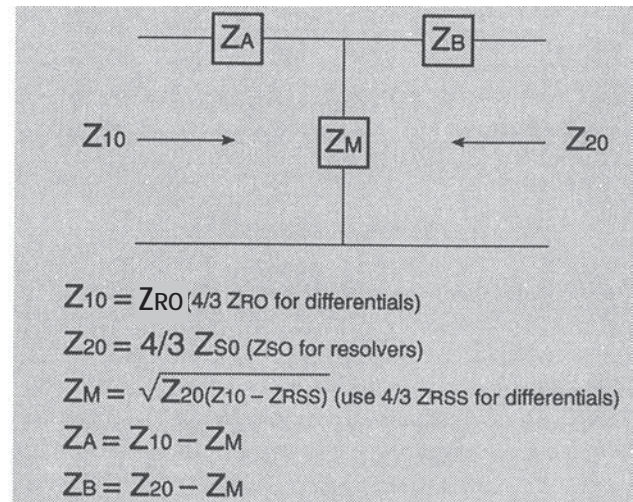 ZA ZB
Z10 ZM Z20
Z10 = ZRO (4/3 ZRO for differentials)
Z20 = 4/3 ZS0 (ZSO for resolvers)
ZM = √Z20(Z10 – ZRSS) (use 4/3 ZRSS for differentials)
ZA = Z10 – ZM
ZB = Z20 – ZM